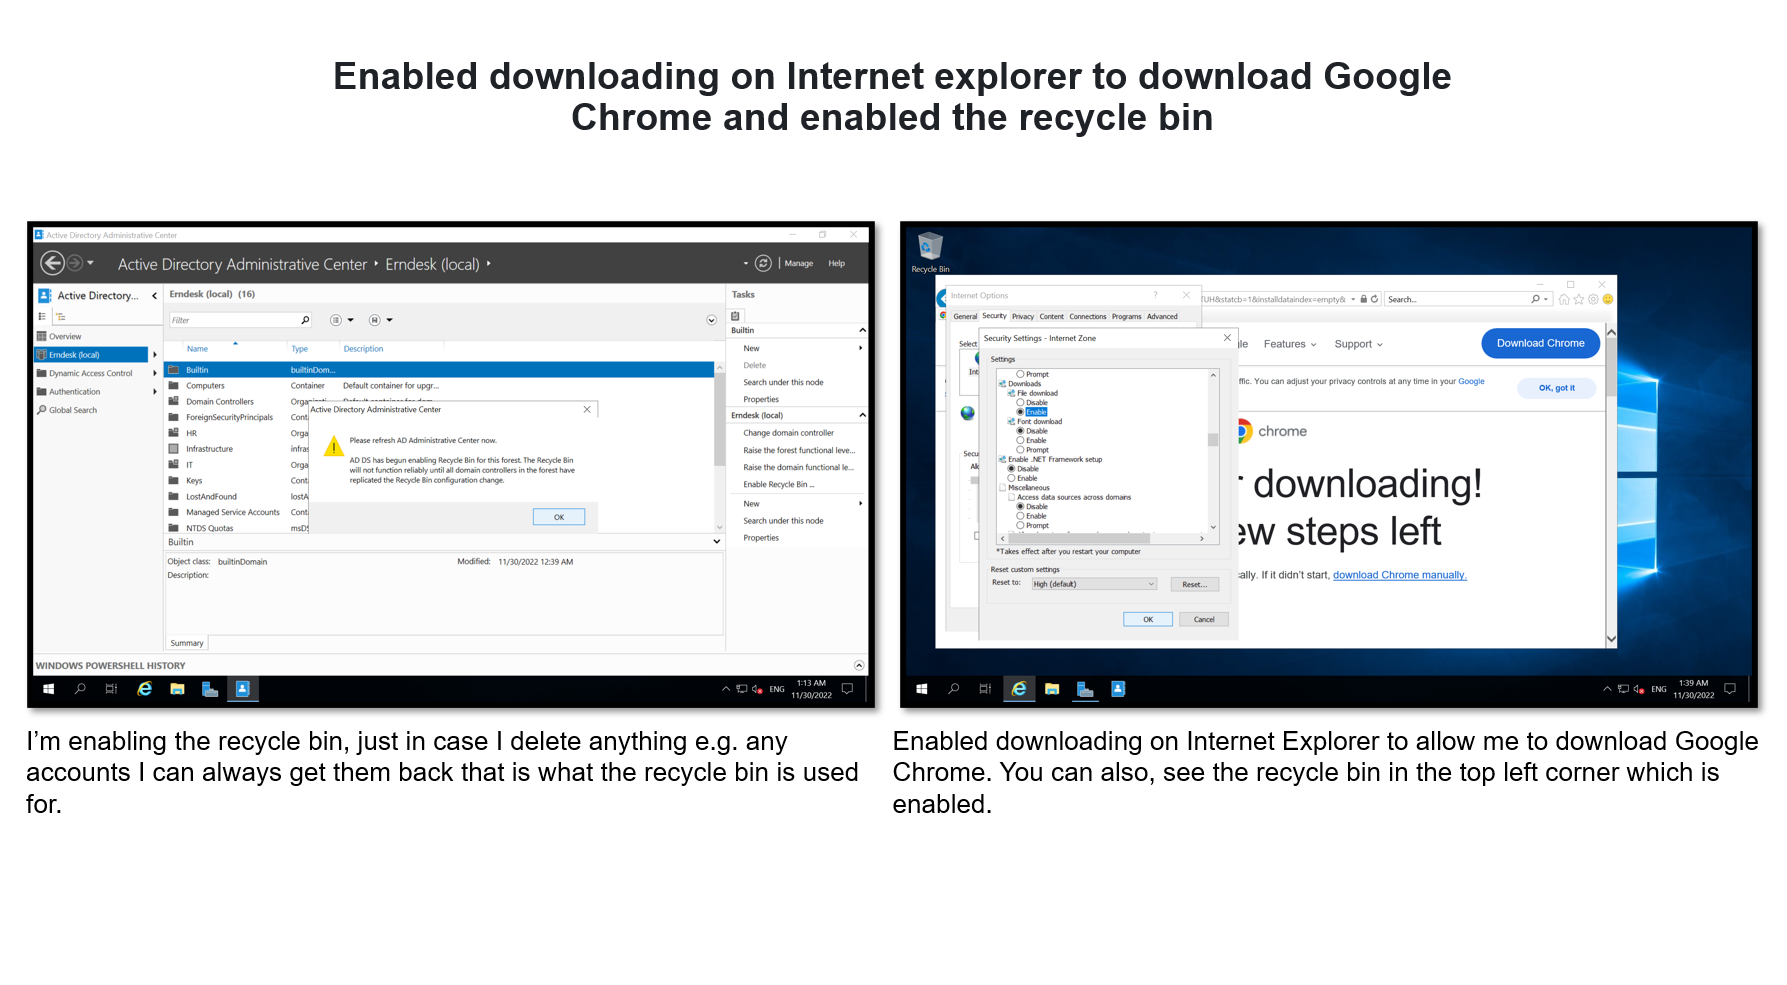 Enabled downloading on Internet explorer to download Google
Chrome and enabled the recycle bin
Active Directory Administrative Center
Active Directory Administrative Center • Erndesk (local) •
Manage
Help
Active Directory...
Overview
Erndesk (local)
Dynamic Access Control
Authentication
Global Search
Erndesk (local) (16)
Filter
Name Type Description
Builtin builtinDom...
Computers Container Default container for upgr...
Domain Controllers
ForeignSecurityPrincipals Cont
HR Orga
Infrastructure infras
IT Orga
Keys Cont
LostAndFound lostA
Managed Service Accounts Cont
NTDS Quotas msDS
Active Directory Administrative Center
Please refresh AD Administrative Center now.
AD DS has begun enabling Recycle Bin for this forest. The Recycle Bin
will not function reliably until all domain controllers in the forest have
replicated the Recycle Bin configuration change.
OK
Builtin
Object class: builtinDomain Modified: 11/30/2022 12:39 AM
Description:
Summary
Tasks
Builtin
New
Delete
Search under this node
Properties
Erndesk (local)
Change domain controller
Raise the forest functional leve...
Raise the domain functional le...
Enable Recycle Bin ...
New
Search under this node
Properties
WINDOWS POWERSHELL HISTORY
ENG
1:13 AM
11/30/2022
I’m enabling the recycle bin, just in case I delete anything e.g. any
accounts I can always get them back that is what the recycle bin is used
for.
Recycle Bin
Internet Options
TUH&statcb=1&installdataindex=empty&
Search...
General Security Privacy Content Connections Programs Advanced
Select
Int
Secu
Security Settings - Internet Zone
Settings
Prompt
Downloads
File download
Disable
Enable
Font download
Disable
Enable
Prompt
Enable .NET Framework setup
Disable
Enable
Miscellaneous
Access data sources across domains
Disable
Enable
Prompt
*Takes effect after you restart your computer
Reset custom settings
Reset to: High (default) Reset...
OK Cancel
le Features Support
Download Chrome
ffic. You can adjust your privacy controls at any time in your Google
OK, got it
chrome
r downloading!
ew steps left
ally. If it didn’t start, download Chrome manually.
ENG
1:39 AM
11/30/2022
Enabled downloading on Internet Explorer to allow me to download Google
Chrome. You can also, see the recycle bin in the top left corner which is
enabled.